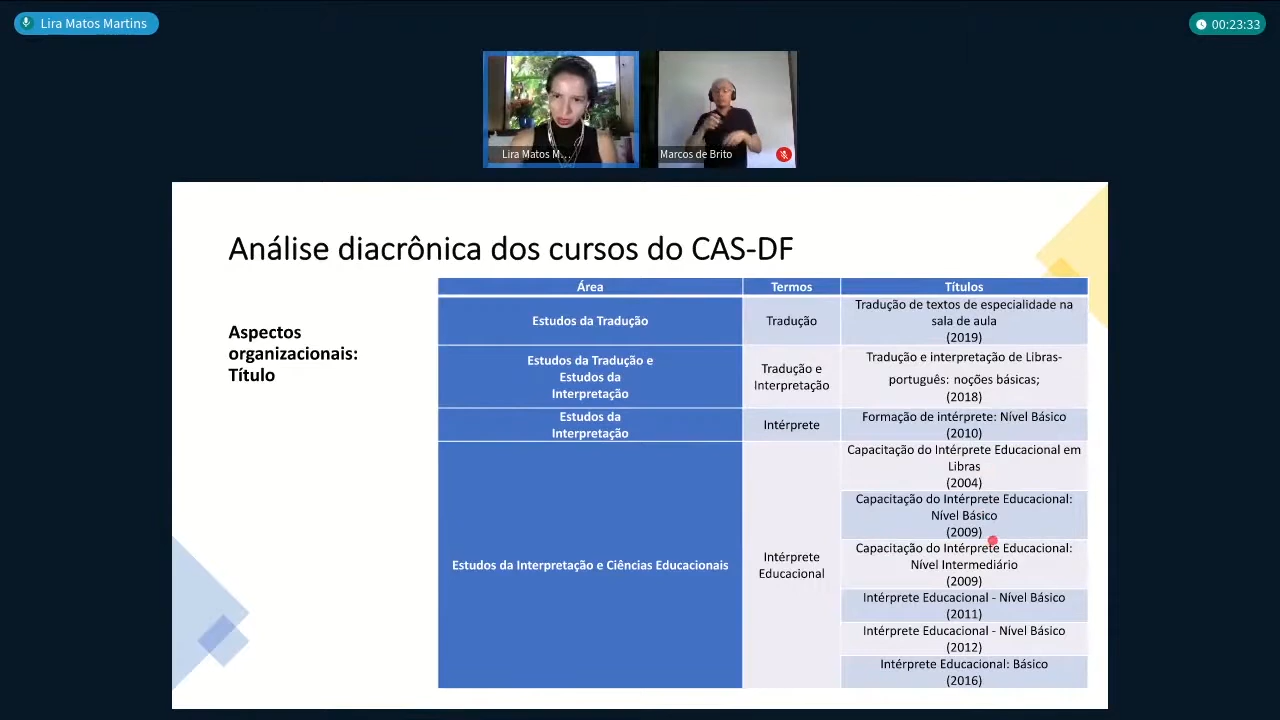 Lira Matos Martins
00:23:33
Lira Matos M...
Marcos de Brito
Análise diacrônica dos cursos do CAS-DF
Aspectos
organizacionais:
Título
Área
Termos
Títulos
Estudos da Tradução
Tradução
Tradução de textos de especialidade na
sala de aula
(2019)
Estudos da Tradução e
Estudos da
Interpretação
Tradução e
Interpretação
Tradução e interpretação de Libras-
português: noções básicas;
(2018)
Estudos da
Interpretação
Intérprete
Formação de intérprete: Nível Básico
(2010)
Estudos da Interpretação e Ciências Educacionais
Intérprete
Educacional
Capacitação do Intérprete Educacional em
Libras
(2004)
Capacitação do Intérprete Educacional:
Nível Básico
(2009)
Capacitação do Intérprete Educacional:
Nível Intermediário
(2009)
Intérprete Educacional - Nível Básico
(2011)
Intérprete Educacional - Nível Básico
(2012)
Intérprete Educacional: Básico
(2016)